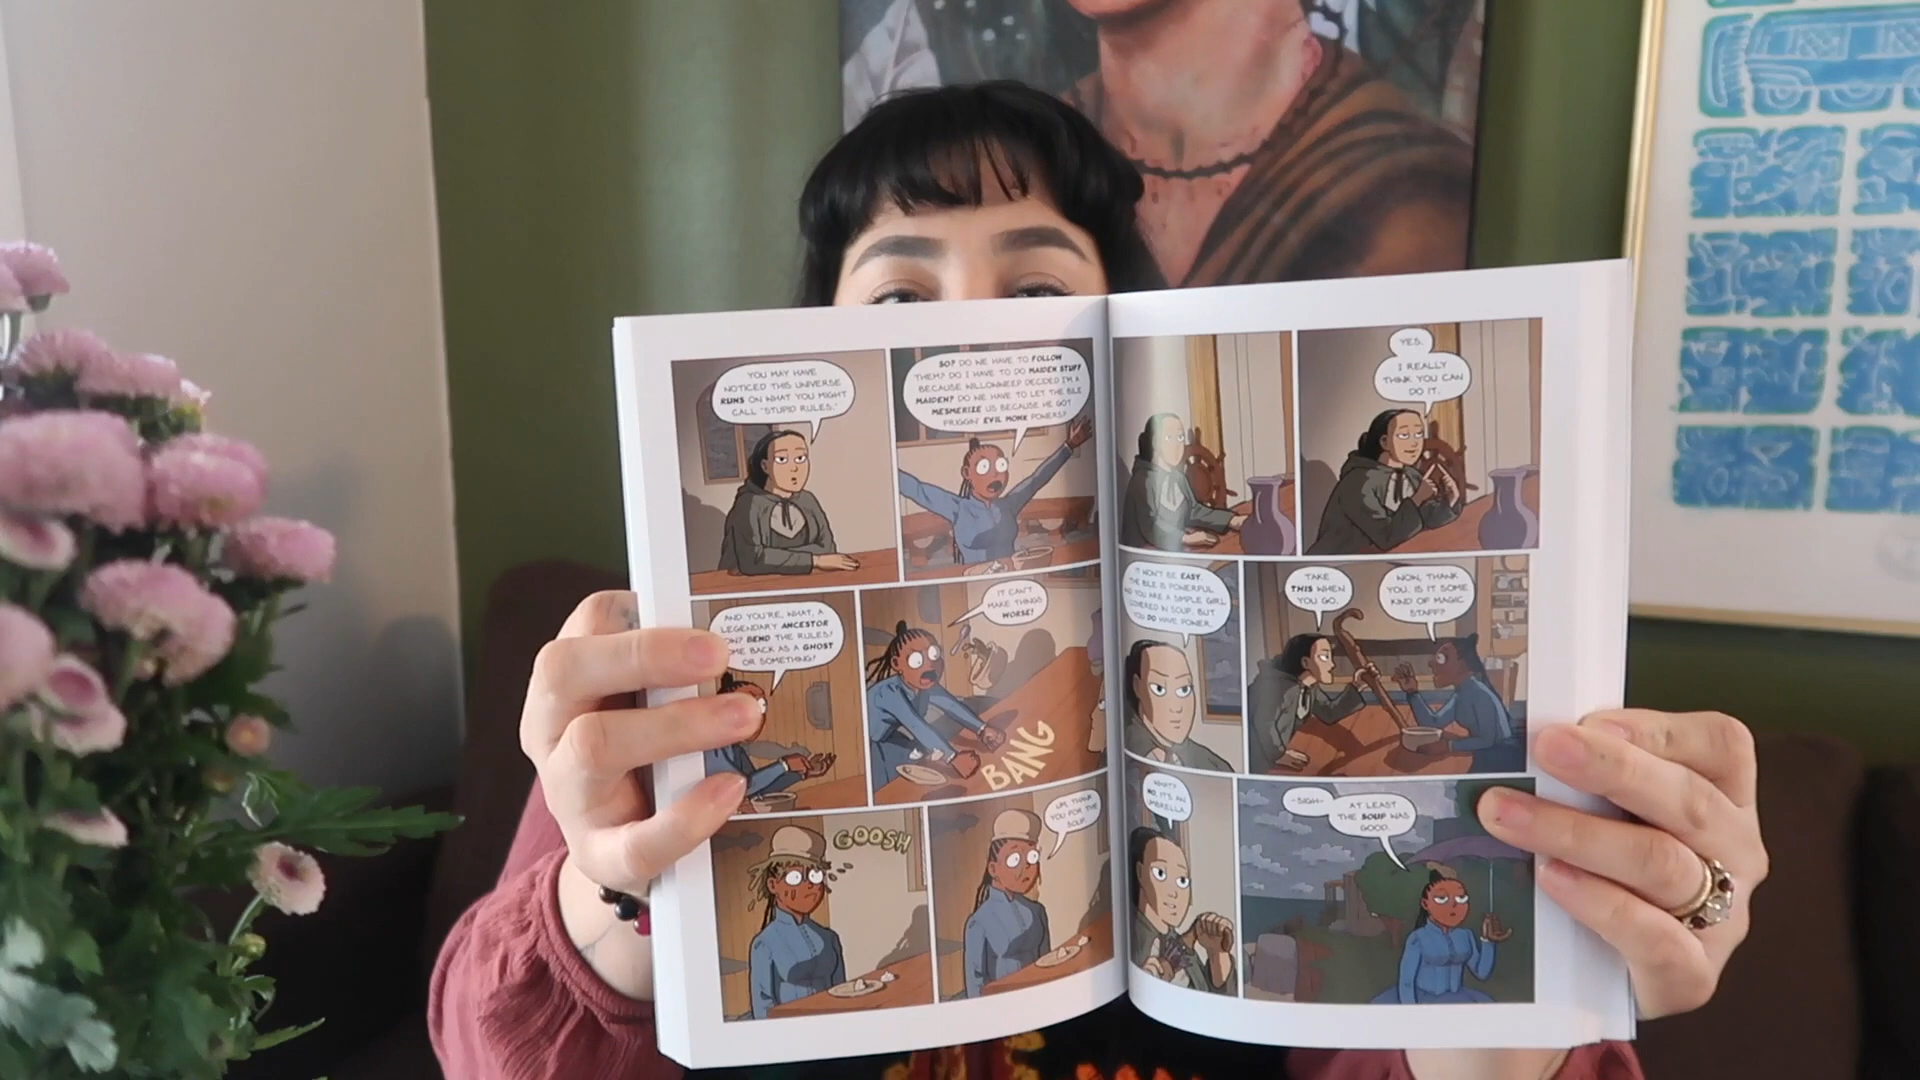 YOU MAY HAVE
NOTICED THIS UNIVERSE
RUNS ON WHAT YOU MIGHT
CALL "STUPID RULES."
SO? DO WE HAVE TO FOLLOW
THEM? DO I HAVE TO DO MAIDEN STUFF
BECAUSE WILLOWWEEP DECIDED I'M A
MAIDEN? DO WE HAVE TO LET THE BLE
MESMERIZE US BECAUSE HE GOT
FRIGGIN' EVIL MONK POWERS?
AND YOU'RE, WHAT, A
LEGENDARY ANCESTOR
BEND THE RULES?
COME BACK AS A GHOST
OR SOMETHING?
IT CAN'T
MAKE THINGS
WORSE!
BANG
GOOSH
UM, THANK
YOU FOR THE
SOUP.
YES.
I REALLY
THINK YOU CAN
DO IT.
IT WON'T BE EASY.
THE BLE IS POWERFUL
AND YOU ARE A SIMPLE GIRL
COVERED IN SOUP. BUT
YOU DO HAVE POWER.
TAKE
THIS WHEN
YOU GO.
WOW, THANK
YOU. IS IT SOME
KIND OF MAGIC
STAFF?
WHAT?
NO, IT'S AN
UMBRELLA.
-SIGH-
AT LEAST
THE SOUP WAS
GOOD.